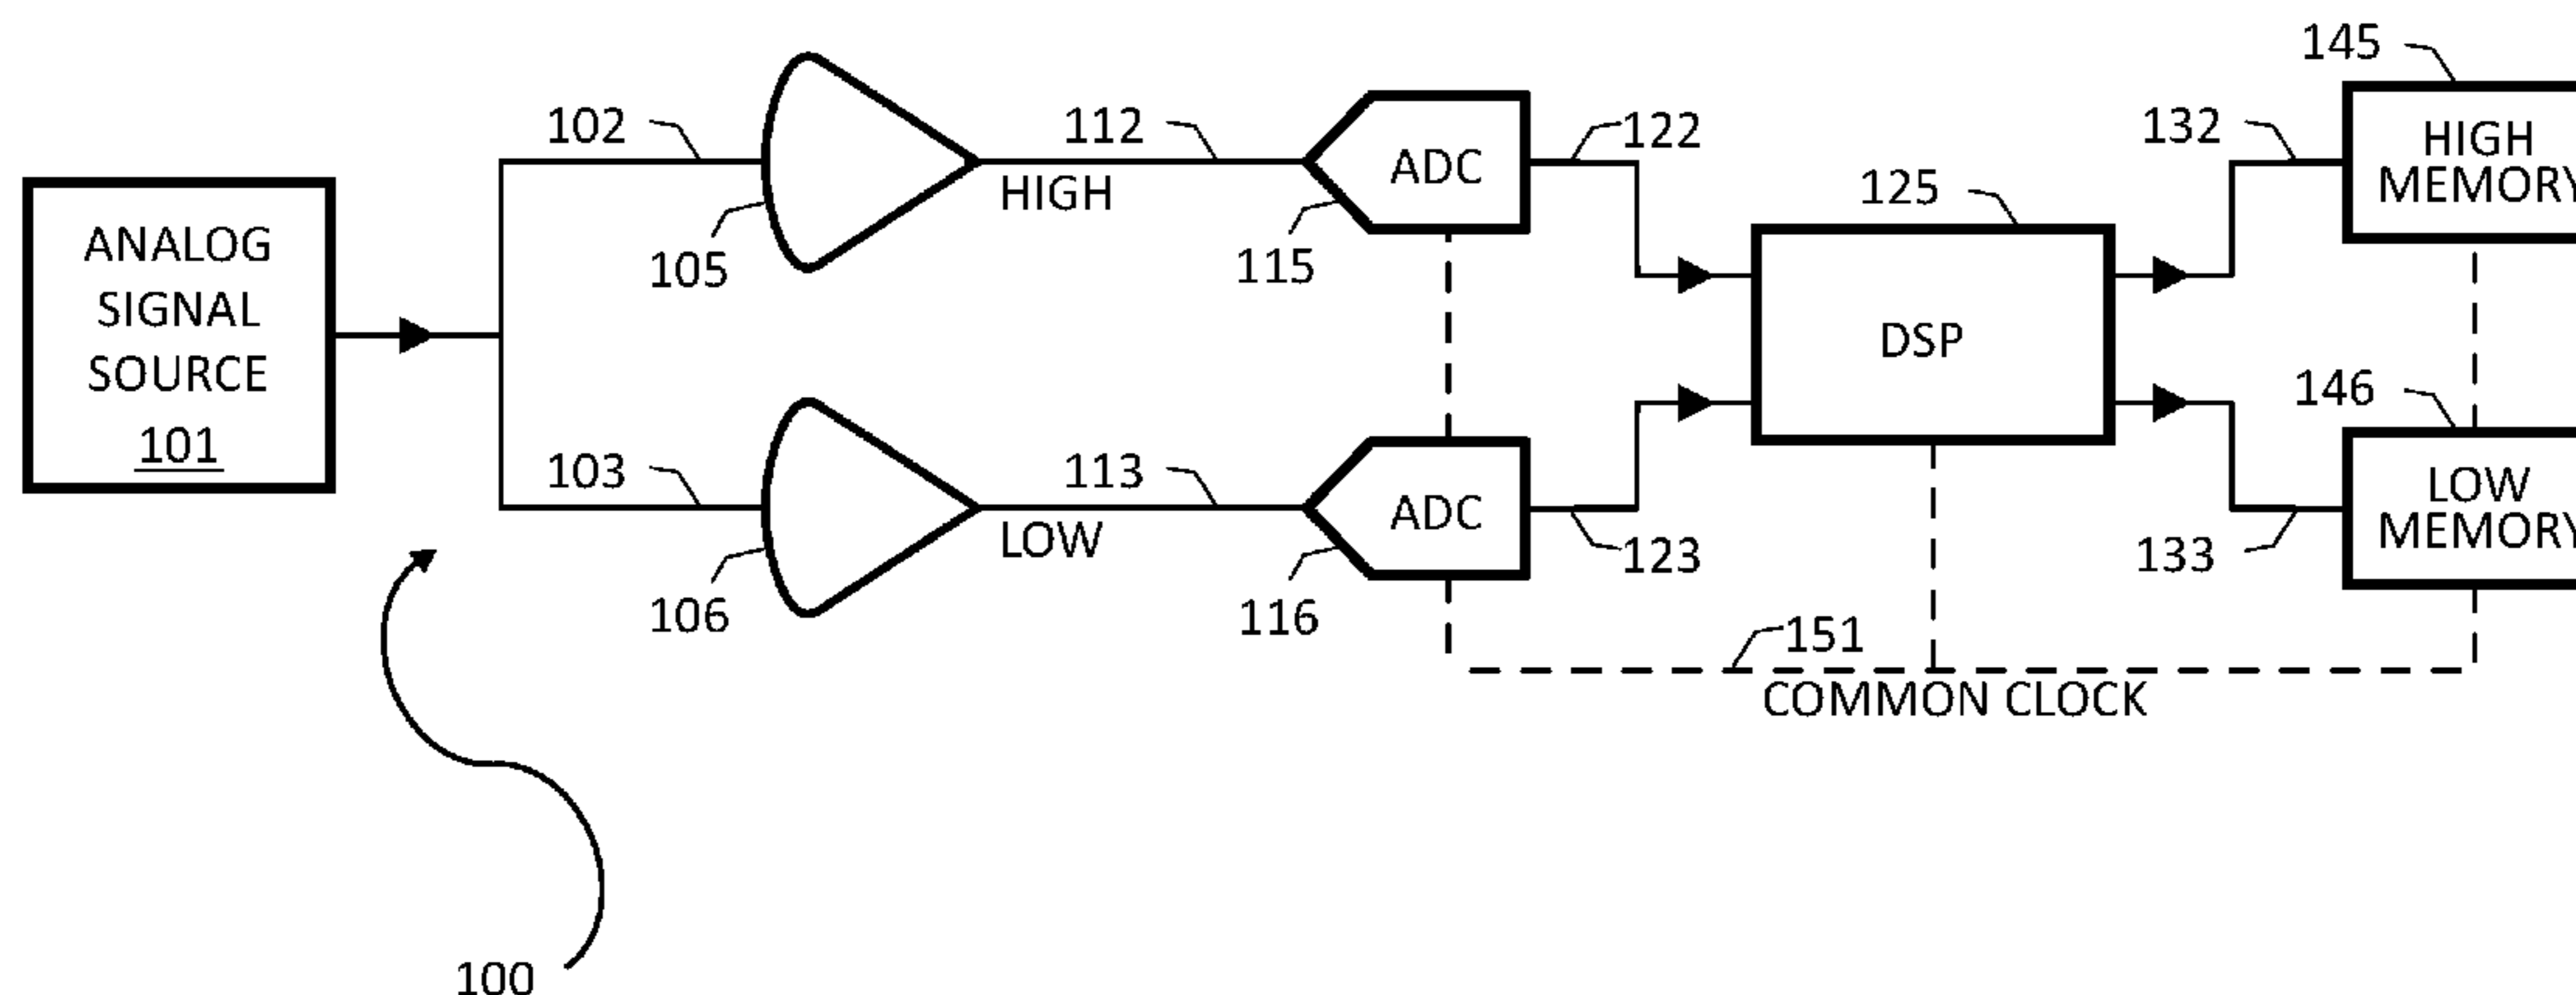 145
102
112
122
132
HIGH
MEMORY
ADC
HIGH
125
ANALOG
SIGNAL
SOURCE
101
105
115
DSP
146
103
113
LOW
MEMORY
ADC
LOW
123
133
106
116
151
COMMON CLOCK
100